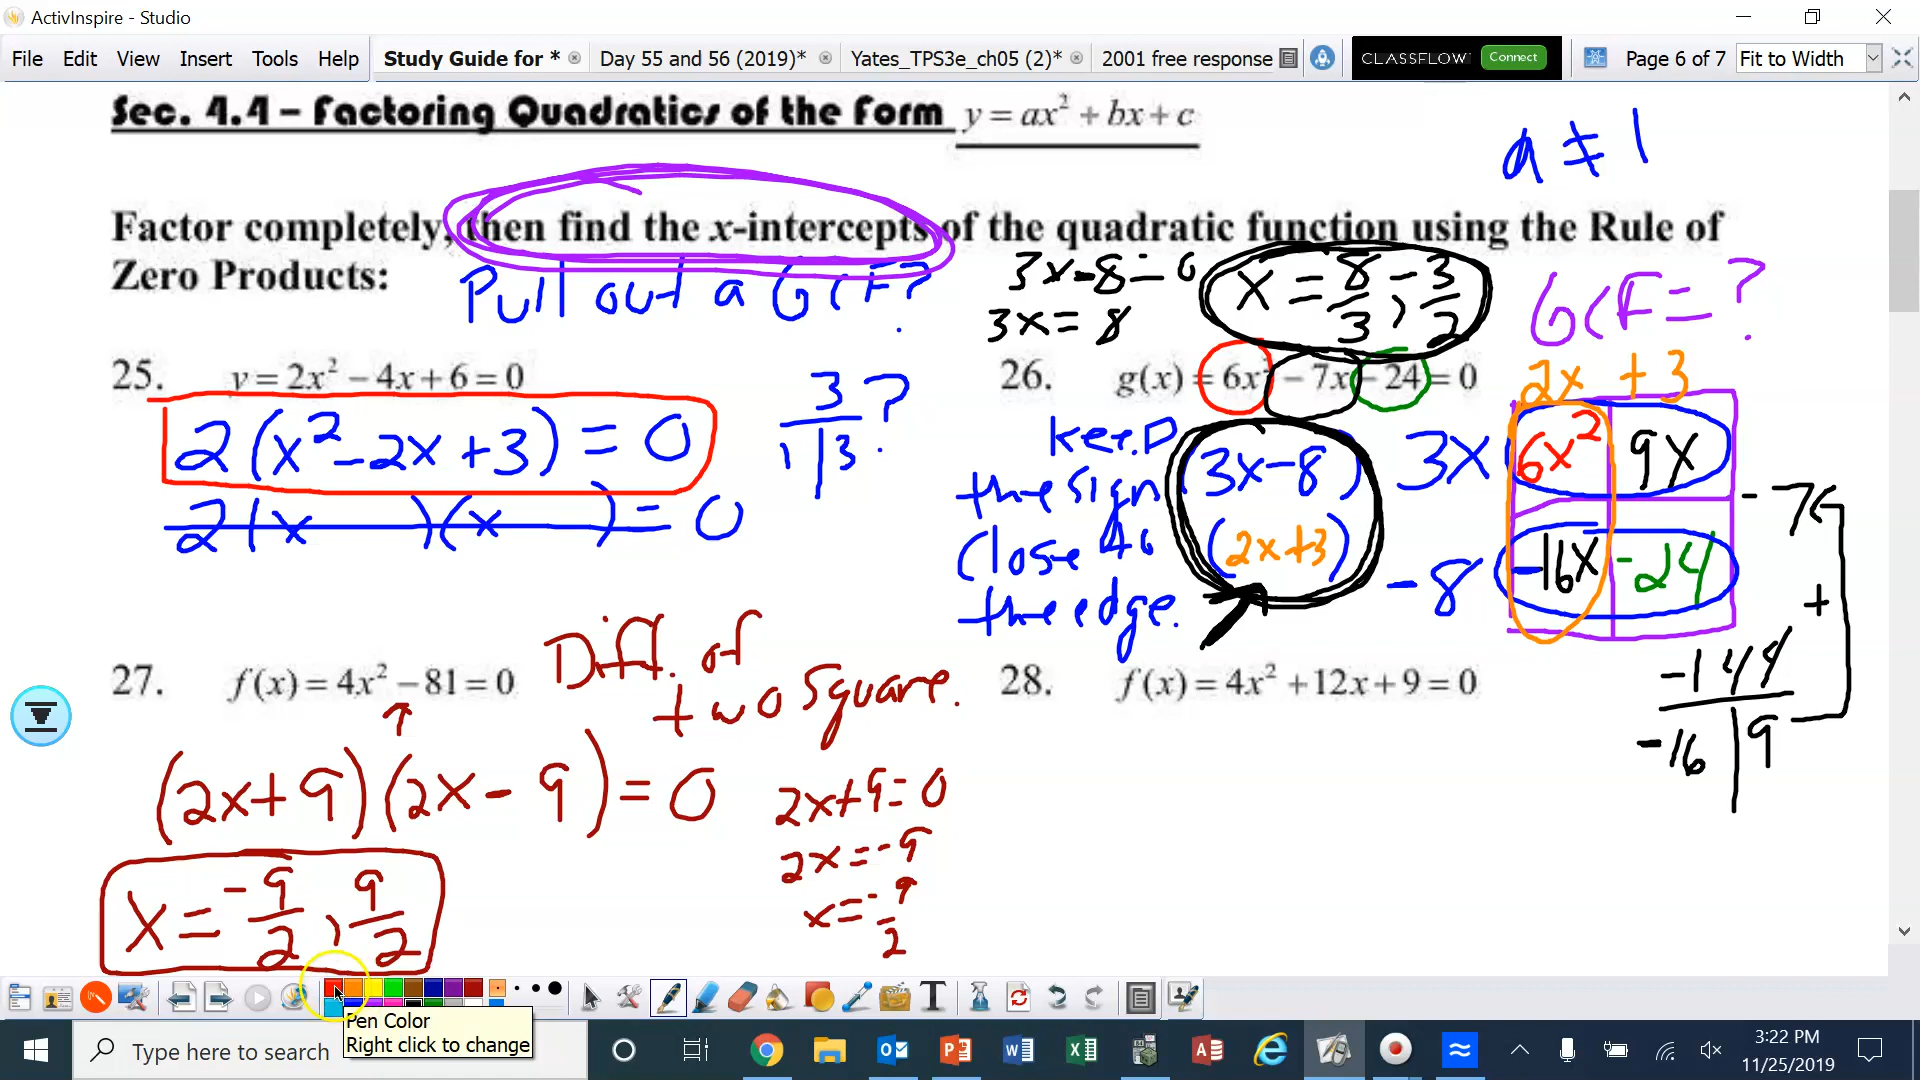 ActivInspire - Studio
File Edit View Insert Tools Help Study Guide for * Day 55 and 56 (2019)* Yates_TPS3e_ch05 (2)* 2001 free response CLASSFLOW Connect Page 6 of 7 Fit to Width
Sec. 4.4 – Factoring Quadratics of the Form y = ax² + bx + c
a ≠ 1
Factor completely, then find the x-intercepts of the quadratic function using the Rule of
Zero Products:
Pull out a GCF?
3x-8=0
3x = 8
x = 8/3, -3/2
GCF = ?
25. y = 2x² – 4x + 6 = 0
2(x² - 2x + 3) = 0
2(x )(x ) = 0
3 ?
1 | 3
26. g(x) = 6x² – 7x – 24 = 0
keep
the sign
close to
the edge.
(3x-8)
(2x+3)
2x + 3
3x 6x² 9x
-8 -16x -24
-7x
+
-144
-16 | 9
27. f(x) = 4x² – 81 = 0
Diff. of
two Square.
(2x+9)(2x-9) = 0
2x+9=0
2x=-9
x=-9/2
x = -9/2, 9/2
28. f(x) = 4x² + 12x + 9 = 0
Pen Color
Right click to change
Type here to search
3:22 PM
11/25/2019